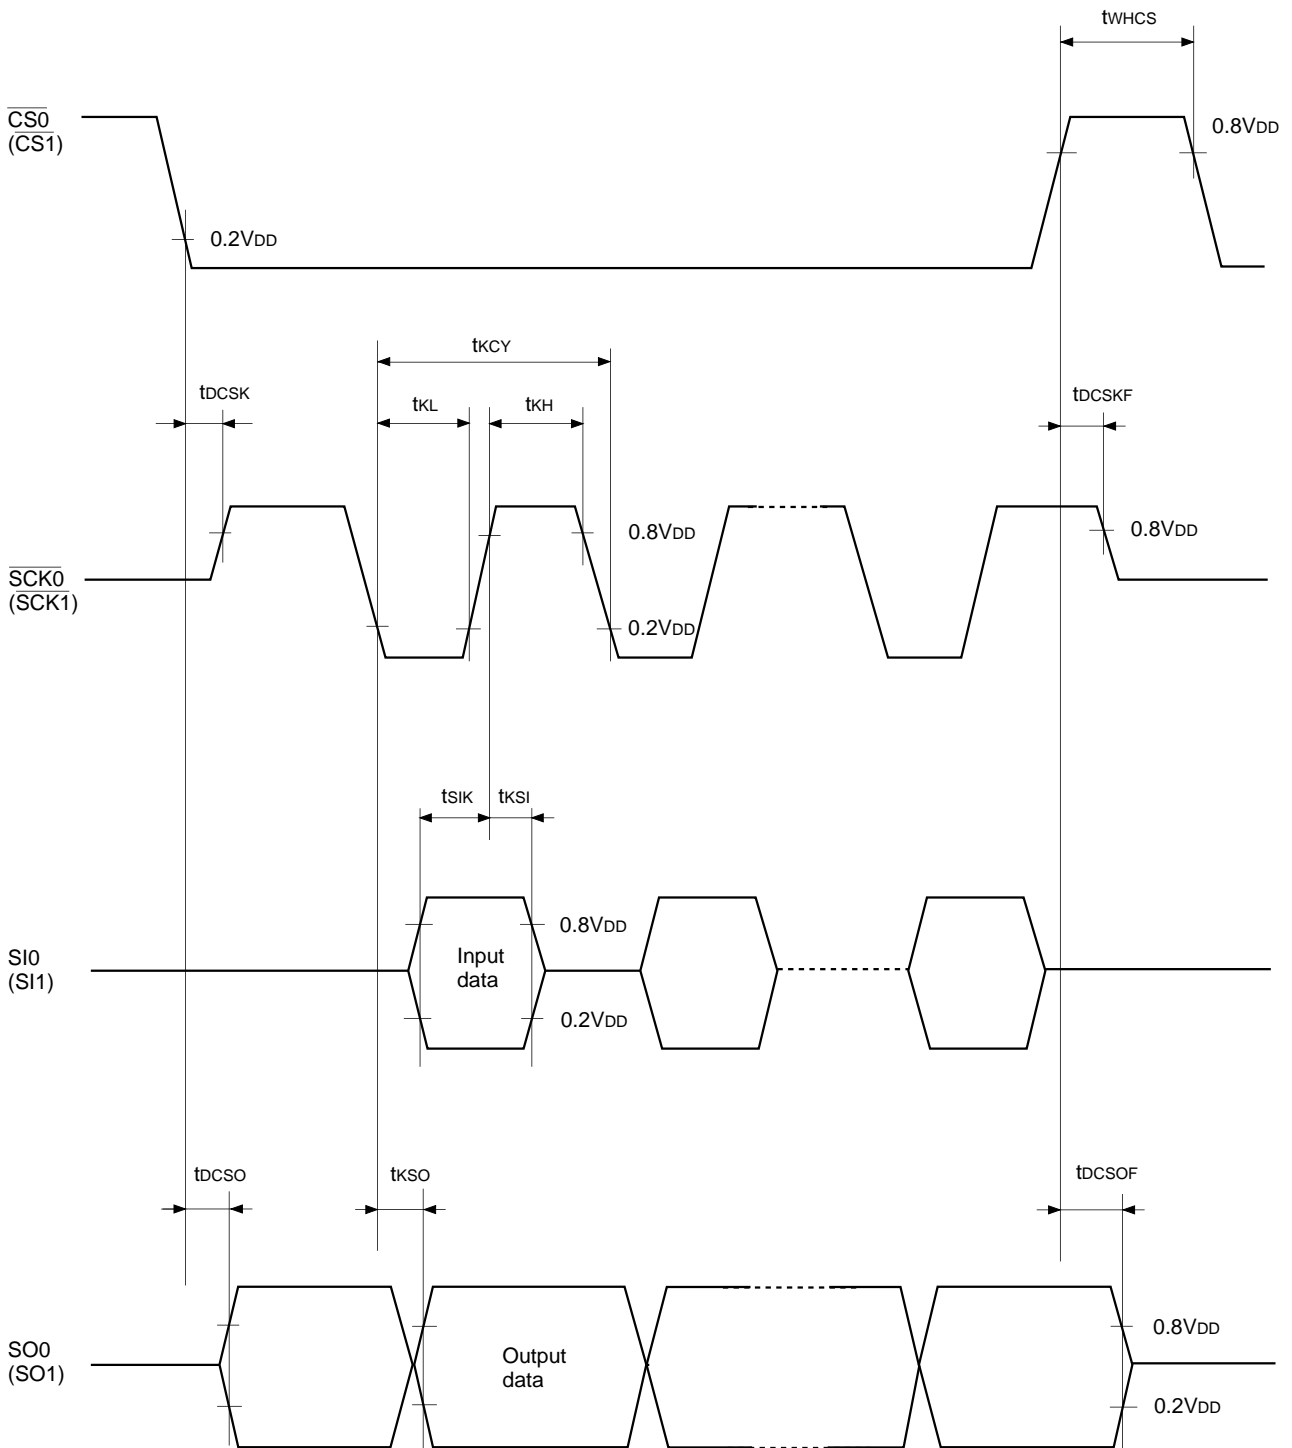 tWHCS
CS0
(CS1)
0.8VDD
0.2VDD
tKCY
tDCSK
tKL
tKH
tDCSKF
0.8VDD
0.8VDD
SCK0
(SCK1)
0.2VDD
tSIK
tKSI
0.8VDD
SI0
(SI1)
Input
data
0.2VDD
tDCSO
tKSO
tDCSOF
0.8VDD
SO0
(SO1)
Output
data
0.2VDD